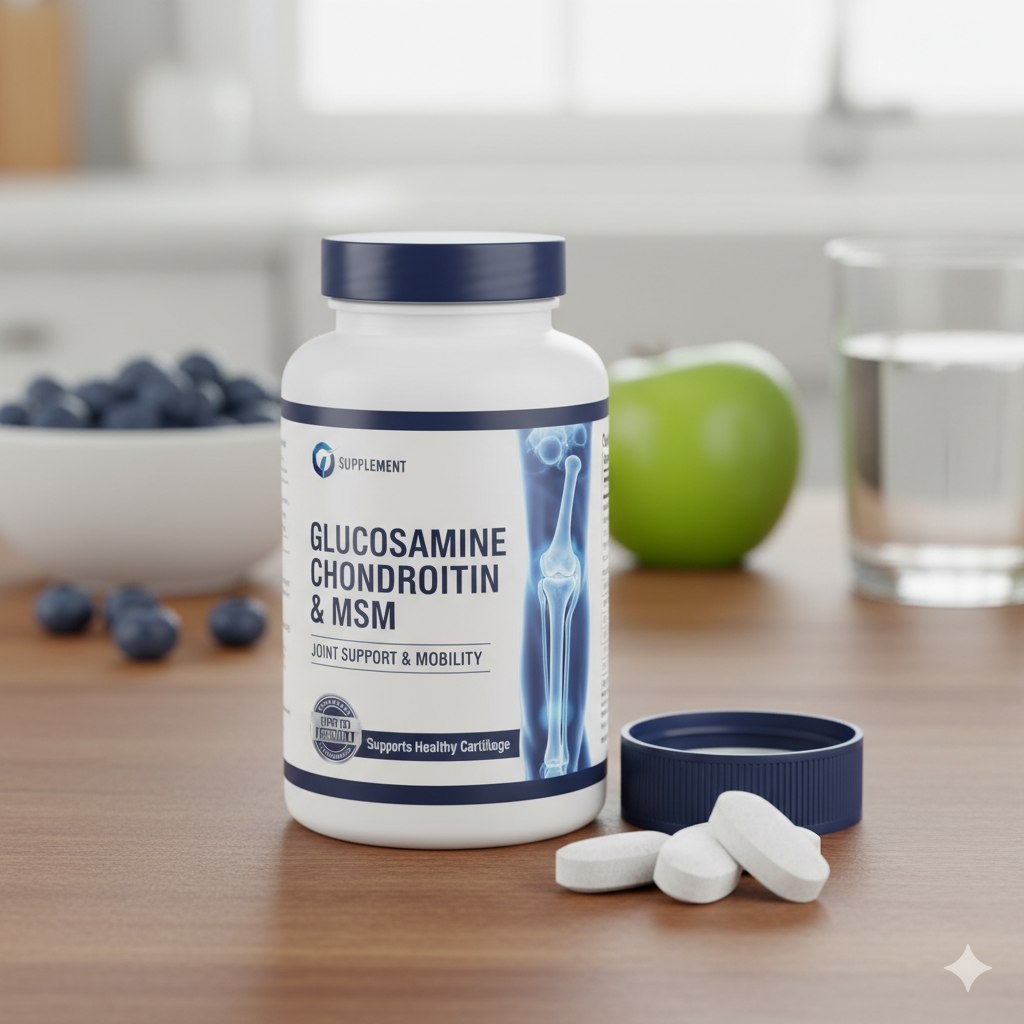 SUPPLEMENT
GLUCOSAMINE
CHONDROITIN
& MSM
JOINT SUPPORT & MOBILITY
Supports Healthy